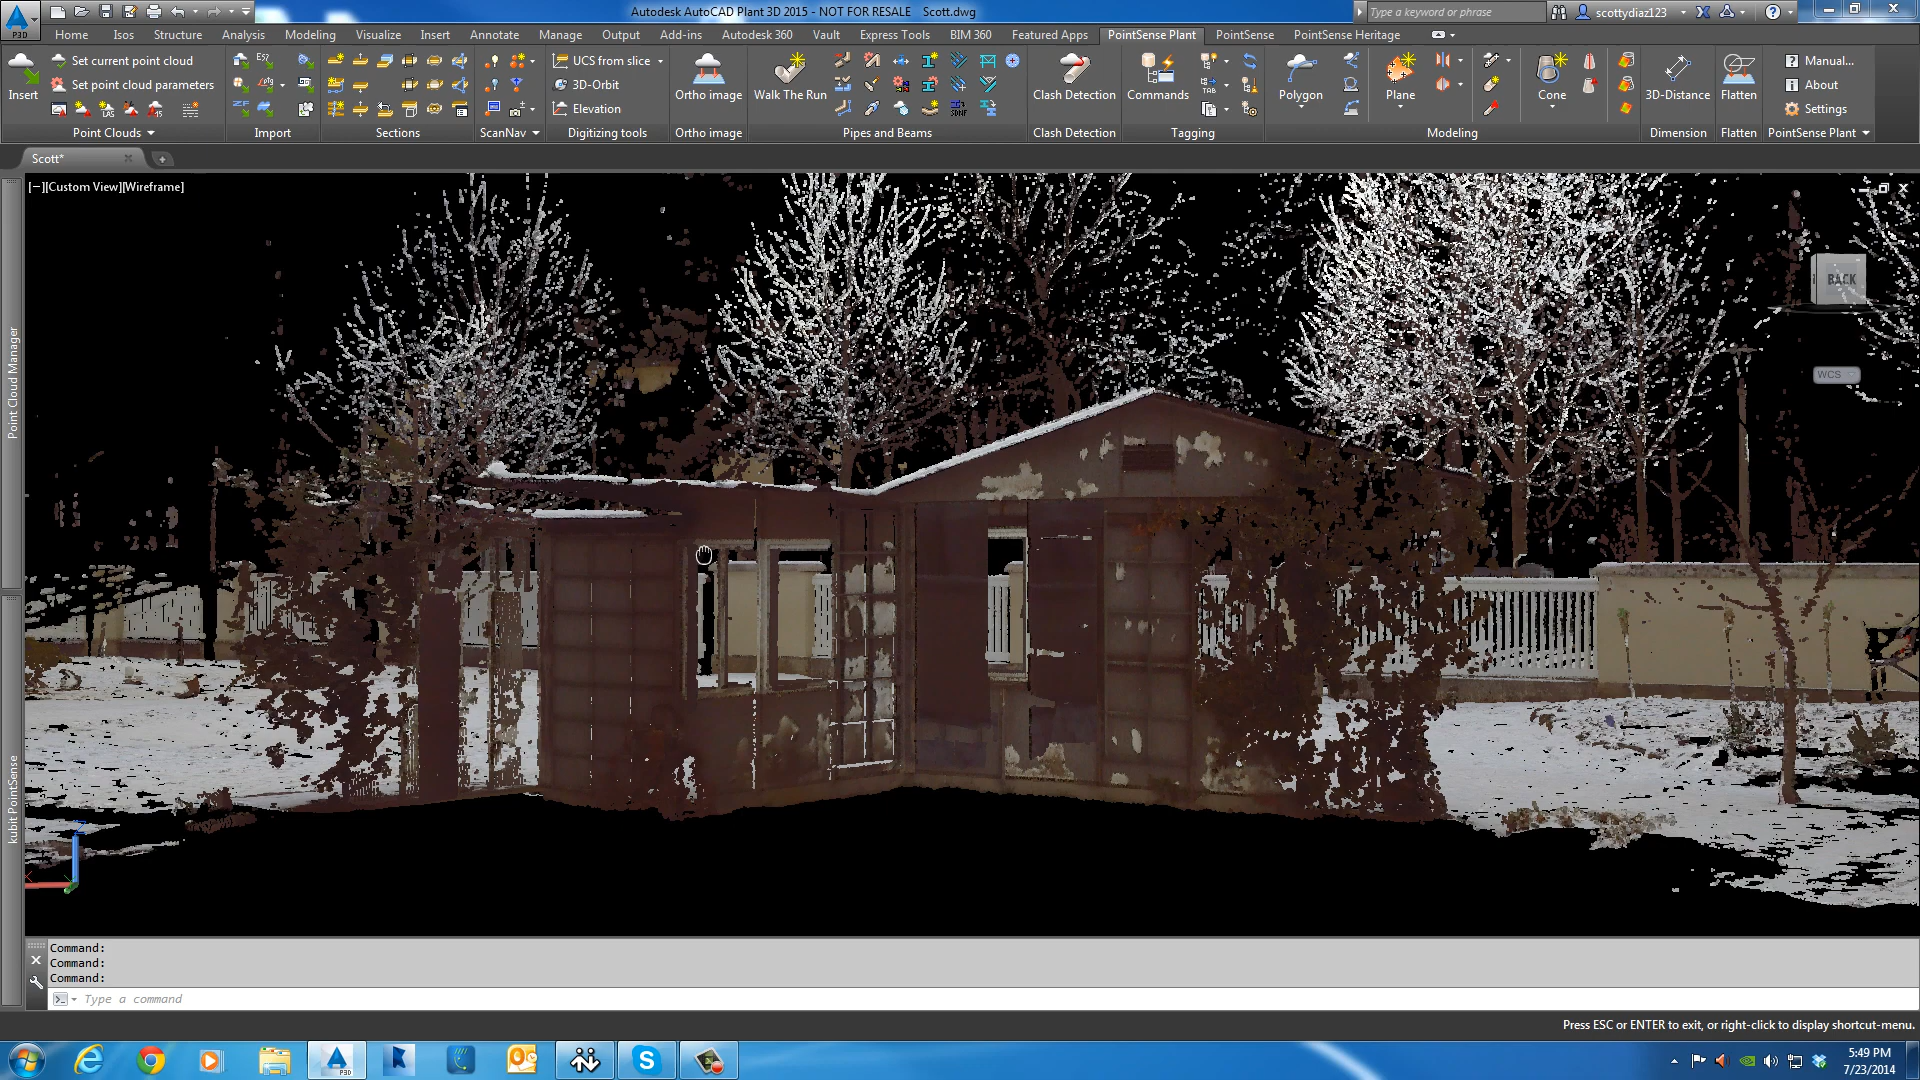 Autodesk AutoCAD Plant 3D 2015 - NOT FOR RESALE Scott.dwg
Type a keyword or phrase
scottydiaz123
P3D
Home Isos Structure Analysis Modeling Visualize Insert Annotate Manage Output Add-ins Autodesk 360 Vault Express Tools BIM 360 Featured Apps PointSense Plant PointSense PointSense Heritage
Set current point cloud
Set point cloud parameters
Insert
UCS from slice
3D-Orbit
Elevation
Ortho image
Walk The Run
Clash Detection
Commands
Polygon
Plane
Cone
3D-Distance
Flatten
Manual...
About
Settings
Point Clouds Import Sections ScanNav Digitizing tools Ortho image Pipes and Beams Clash Detection Tagging Modeling Dimension Flatten PointSense Plant
Scott*
[−][Custom View][Wireframe]
BACK
WCS
Point Cloud Manager
kubit PointSense
Z
X
Command:
Command:
Command:
Type a command
Press ESC or ENTER to exit, or right-click to display shortcut-menu.
P3D
5:49 PM
7/23/2014